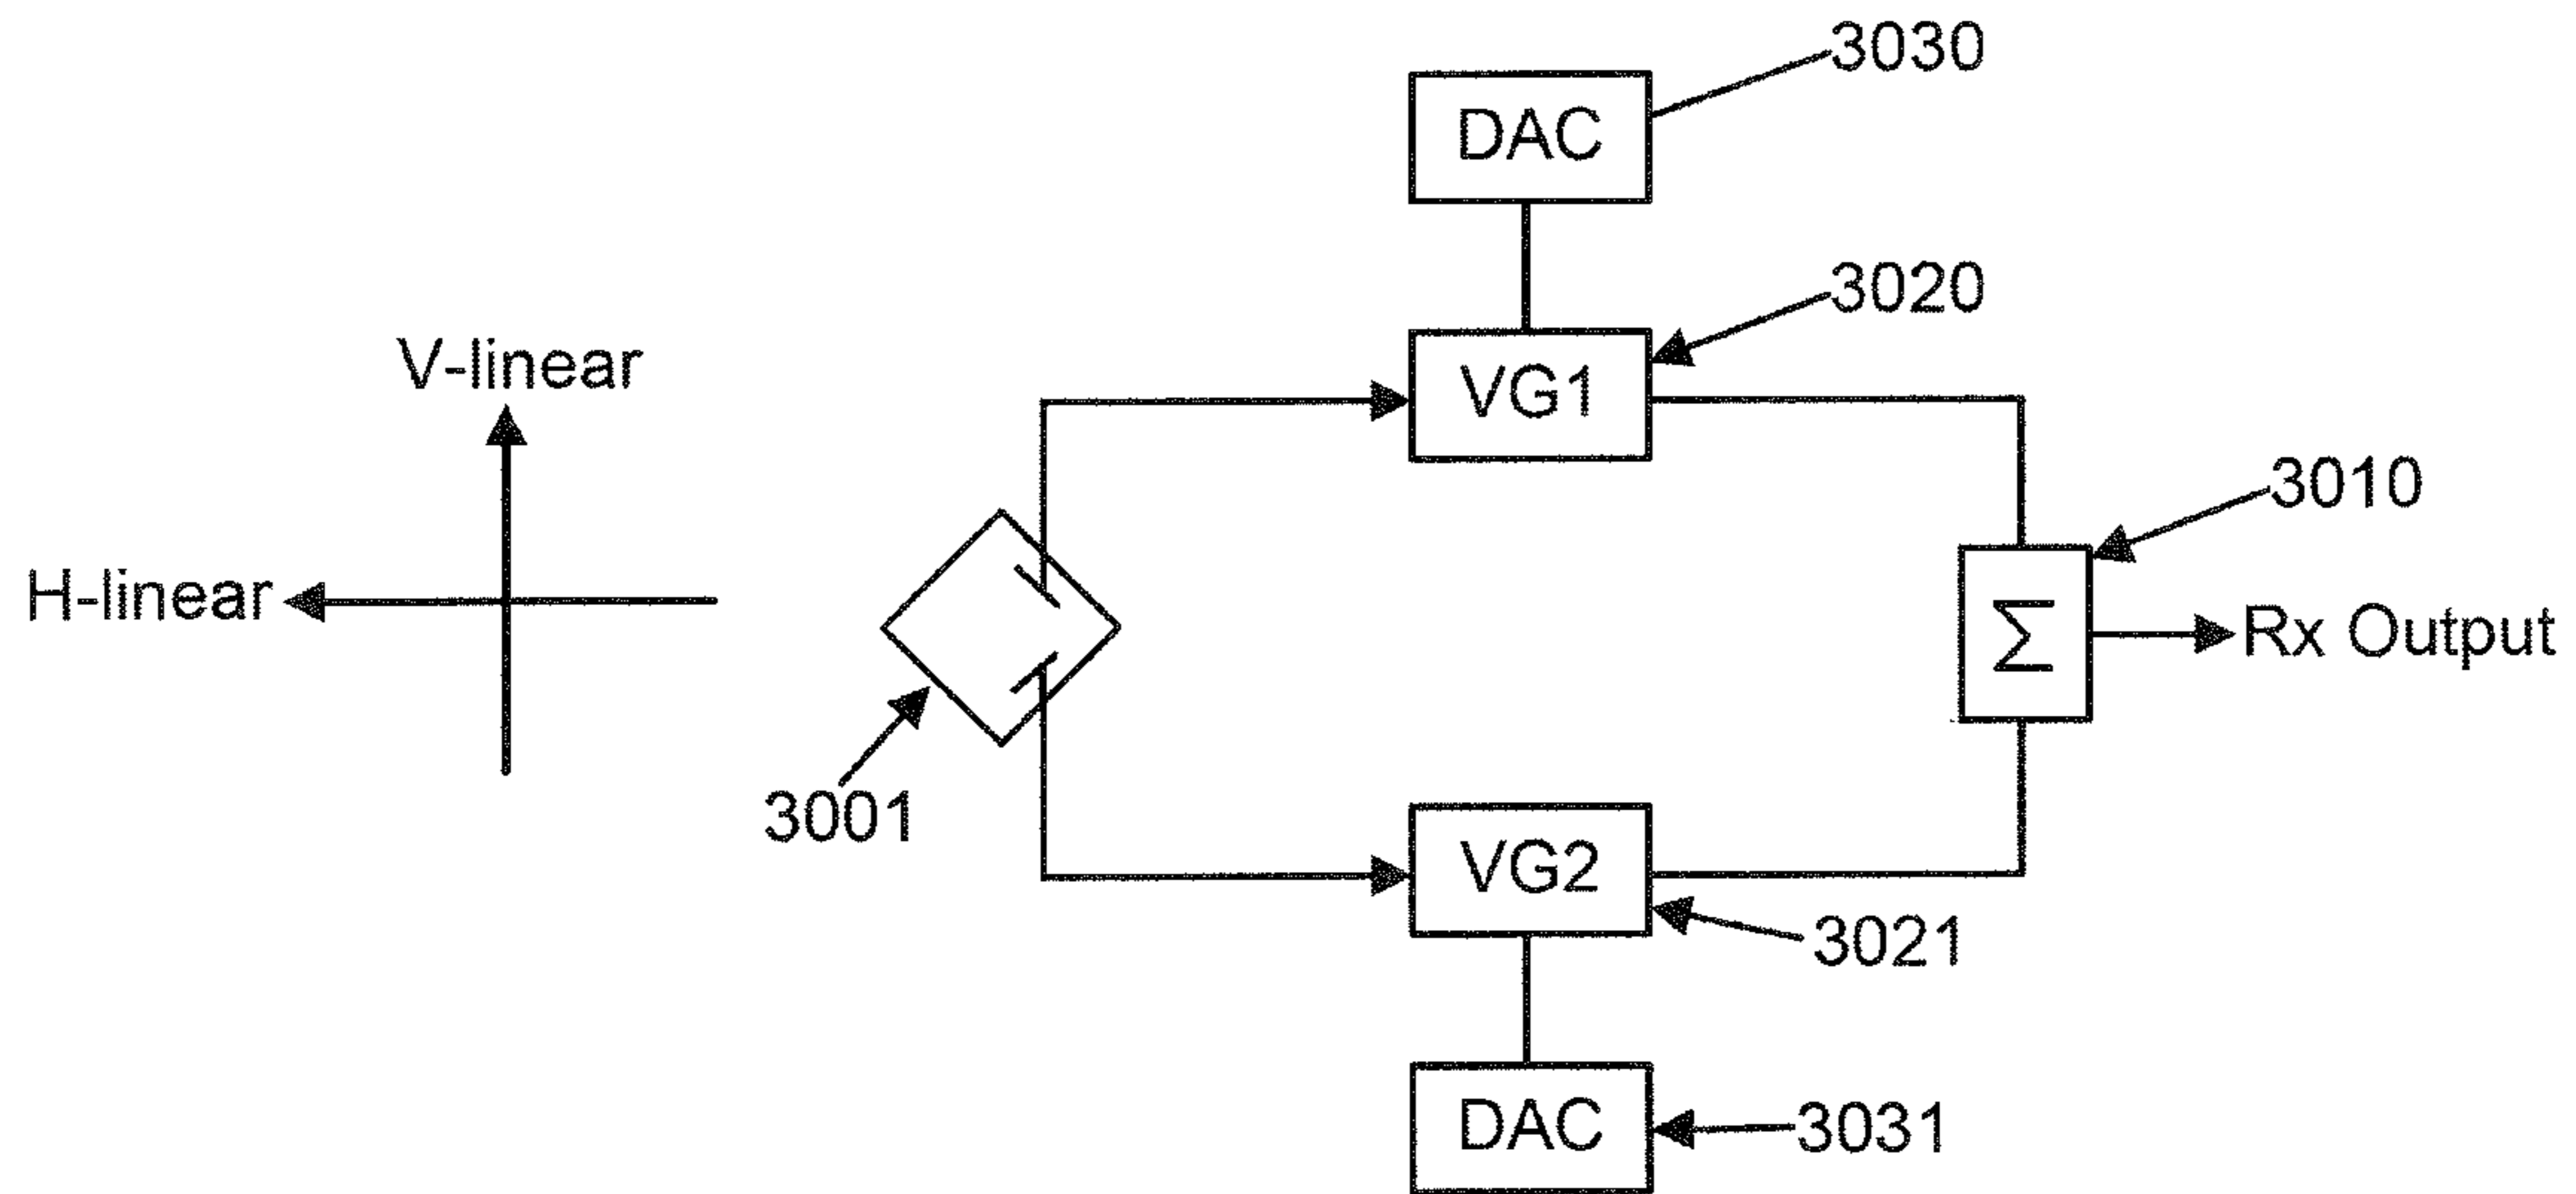 3030
DAC
3020
V-linear
VG1
3010
H-linear
Σ
Rx Output
3001
VG2
3021
DAC
3031